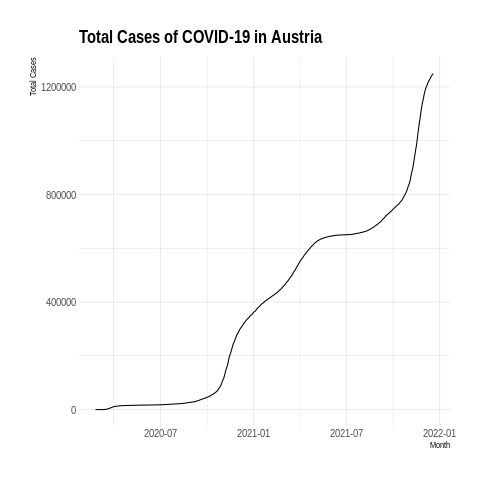 Total Cases of COVID-19 in Austria
Total Cases
1200000
800000
400000
0
2020-07
2021-01
2021-07
2022-01
Month